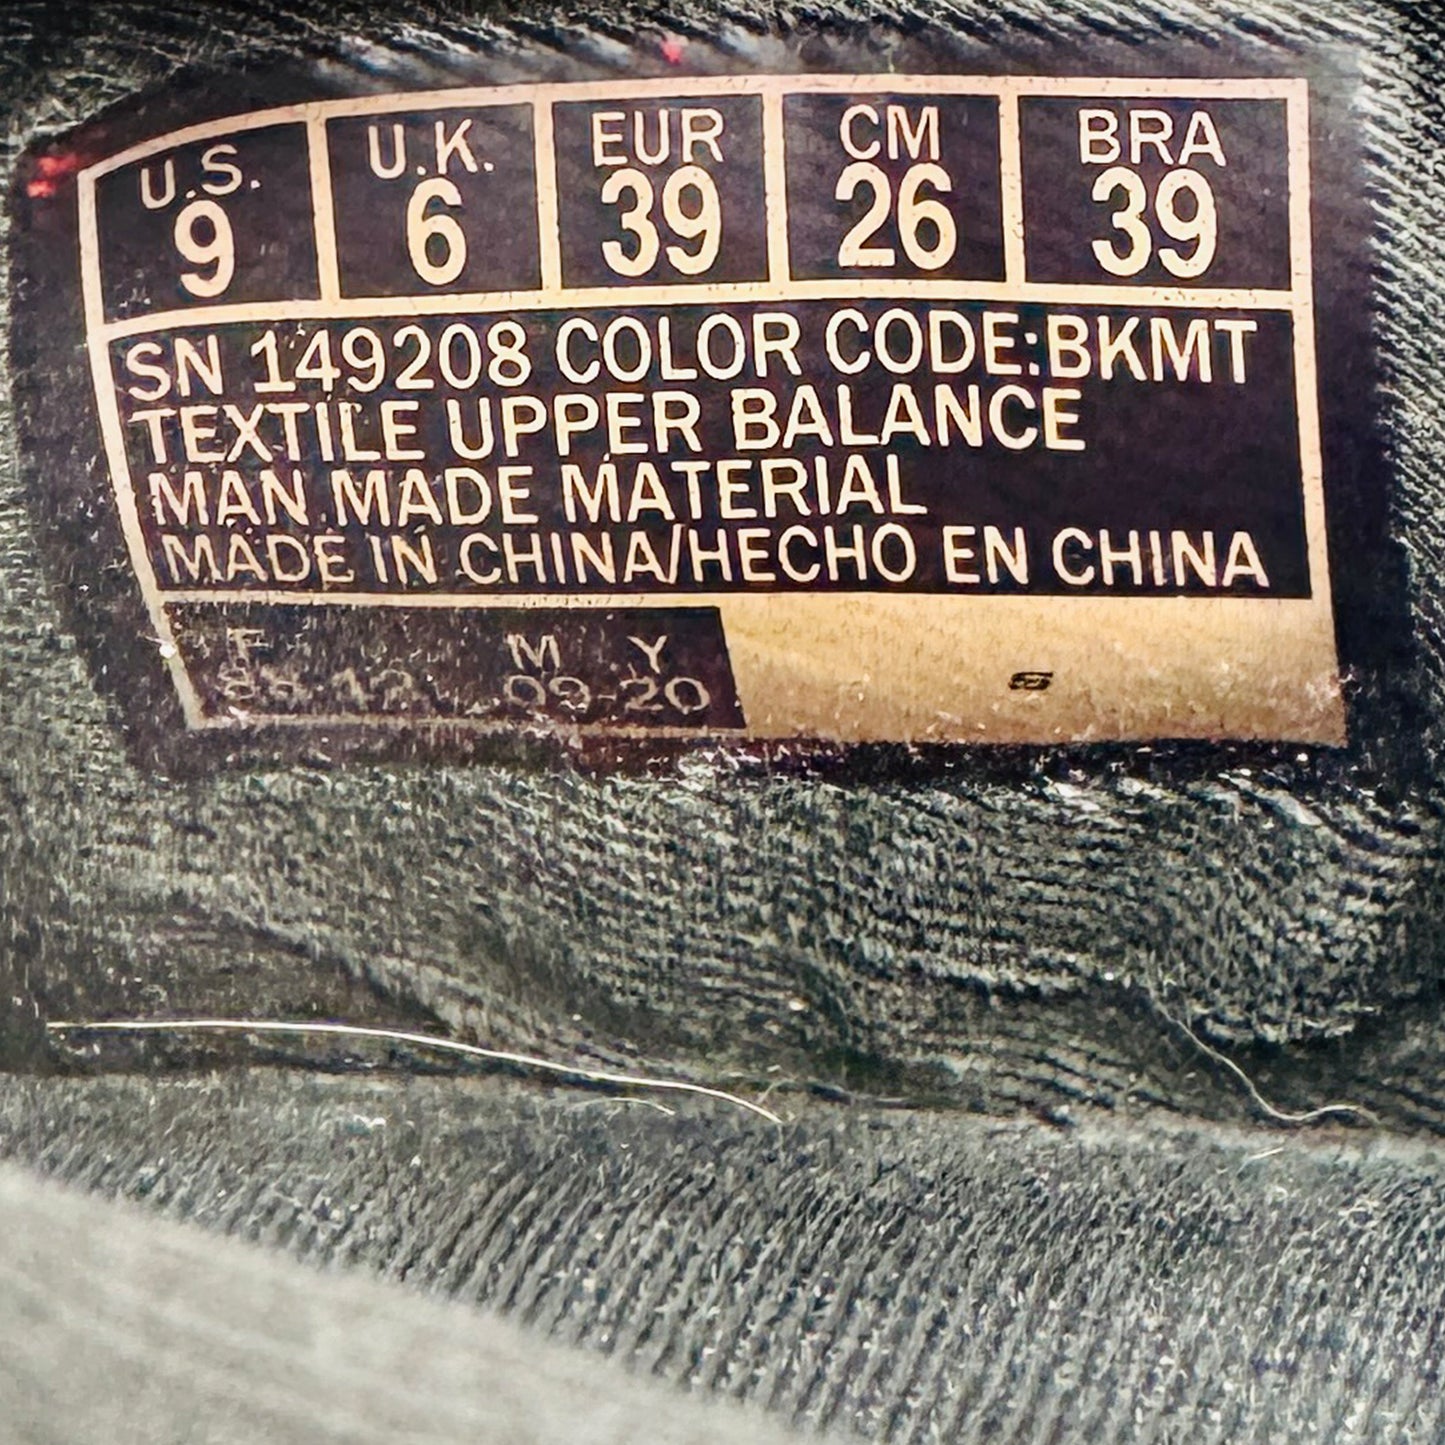 U.S. U.K. EUR CM BRA
9 6 39 26 39
SN 149208 COLOR CODE:BKMT
TEXTILE UPPER BALANCE
MAN MADE MATERIAL
MADE IN CHINA/HECHO EN CHINA
F M Y
09-20